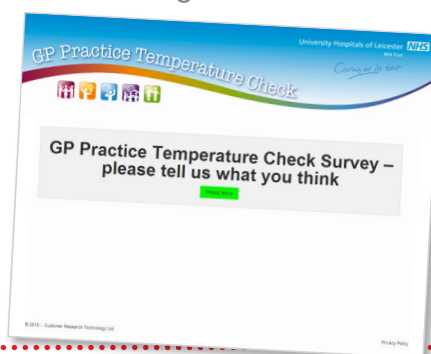 University Hospitals of Leicester NHS
NHS Trust
Caring at its best
GP Practice Temperature Check
GP Practice Temperature Check Survey –
please tell us what you think
Press Here
© 2015 - Customer Research Technology Ltd
Privacy Policy